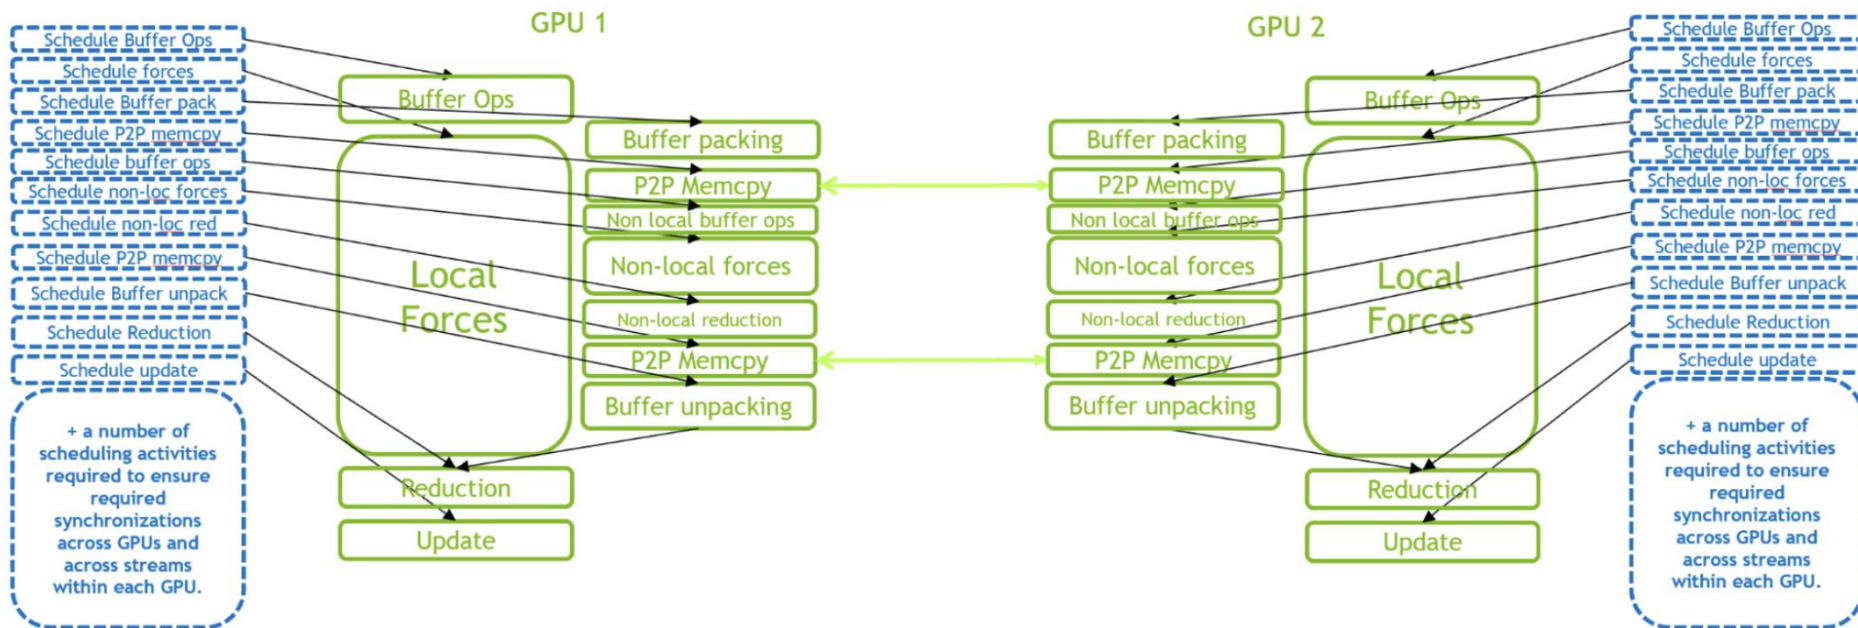 GPU 1
GPU 2
Schedule Buffer Ops
Schedule forces
Schedule Buffer pack
Schedule P2P memcpy
Schedule buffer ops
Schedule non-loc forces
Schedule non-loc red
Schedule P2P memcpy
Schedule Buffer unpack
Schedule Reduction
Schedule update
+ a number of
scheduling activities
required to ensure
required
synchronizations
across GPUs and
across streams
within each GPU.
Buffer Ops
Local
Forces
Reduction
Update
Buffer packing
P2P Memcpy
Non local buffer ops
Non-local forces
Non-local reduction
P2P Memcpy
Buffer unpacking
Buffer packing
P2P Memcpy
Non local buffer ops
Non-local forces
Non-local reduction
P2P Memcpy
Buffer unpacking
Buffer Ops
Local
Forces
Reduction
Update
Schedule Buffer Ops
Schedule forces
Schedule Buffer pack
Schedule P2P memcpy
Schedule buffer ops
Schedule non-loc forces
Schedule non-loc red
Schedule P2P memcpy
Schedule Buffer unpack
Schedule Reduction
Schedule update
+ a number of
scheduling activities
required to ensure
required
synchronizations
across GPUs and
across streams
within each GPU.